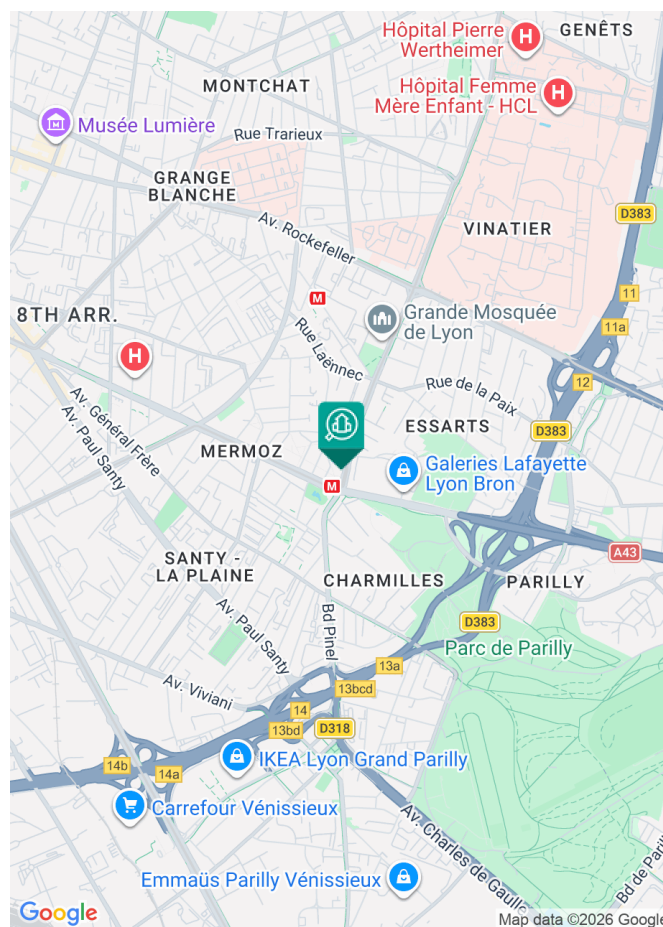 GENÊTS
Hôpital Pierre
Wertheimer
H
MONTCHAT
Hôpital Femme
Mère Enfant - HCL
H
Musée Lumière
Rue Trarieux
GRANGE
BLANCHE
D383
Av. Rockefeller
VINATIER
11
M
8TH ARR.
Grande Mosquée
de Lyon
11a
H
Rue Laënnec
12
Rue de la Paix
Av. Général Frère
Av. Paul Santy
ESSARTS
D383
MERMOZ
Galeries Lafayette
Lyon Bron
M
A43
SANTY -
LA PLAINE
CHARMILLES
PARILLY
Bd Pinel
Av. Paul Santy
D383
Parc de Parilly
13a
13bcd
Av. Viviani
14
13bd
D318
14b
14a
IKEA Lyon Grand Parilly
Carrefour Vénissieux
Av. Charles de Gaulle
Bd de Paril
Emmaüs Parilly Vénissieux
Google
Map data ©2026 Google